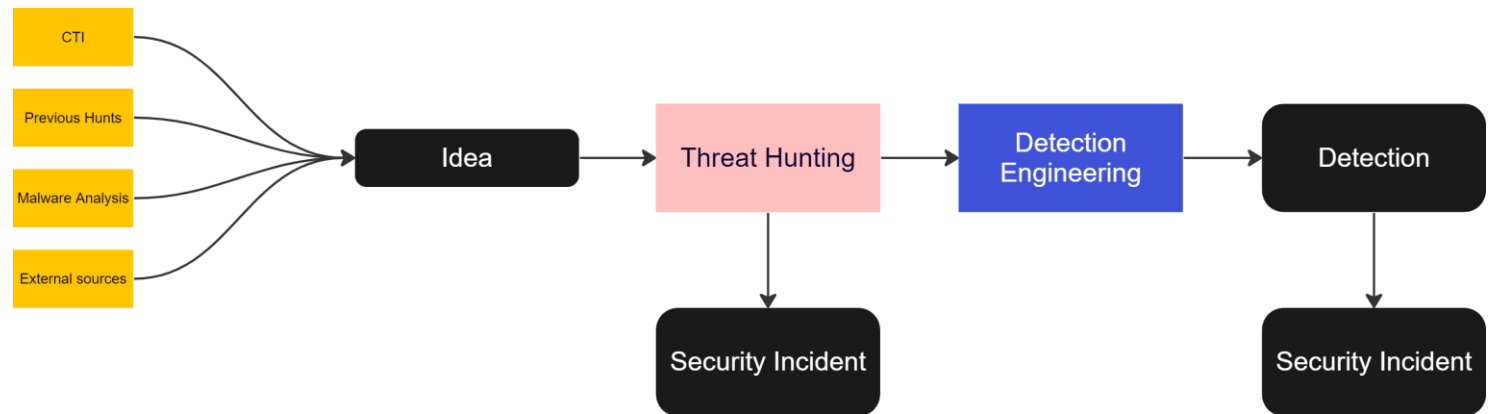 CTI
Previous Hunts
Malware Analysis
External sources
Idea
Threat Hunting
Security Incident
Detection
Engineering
Detection
Security Incident